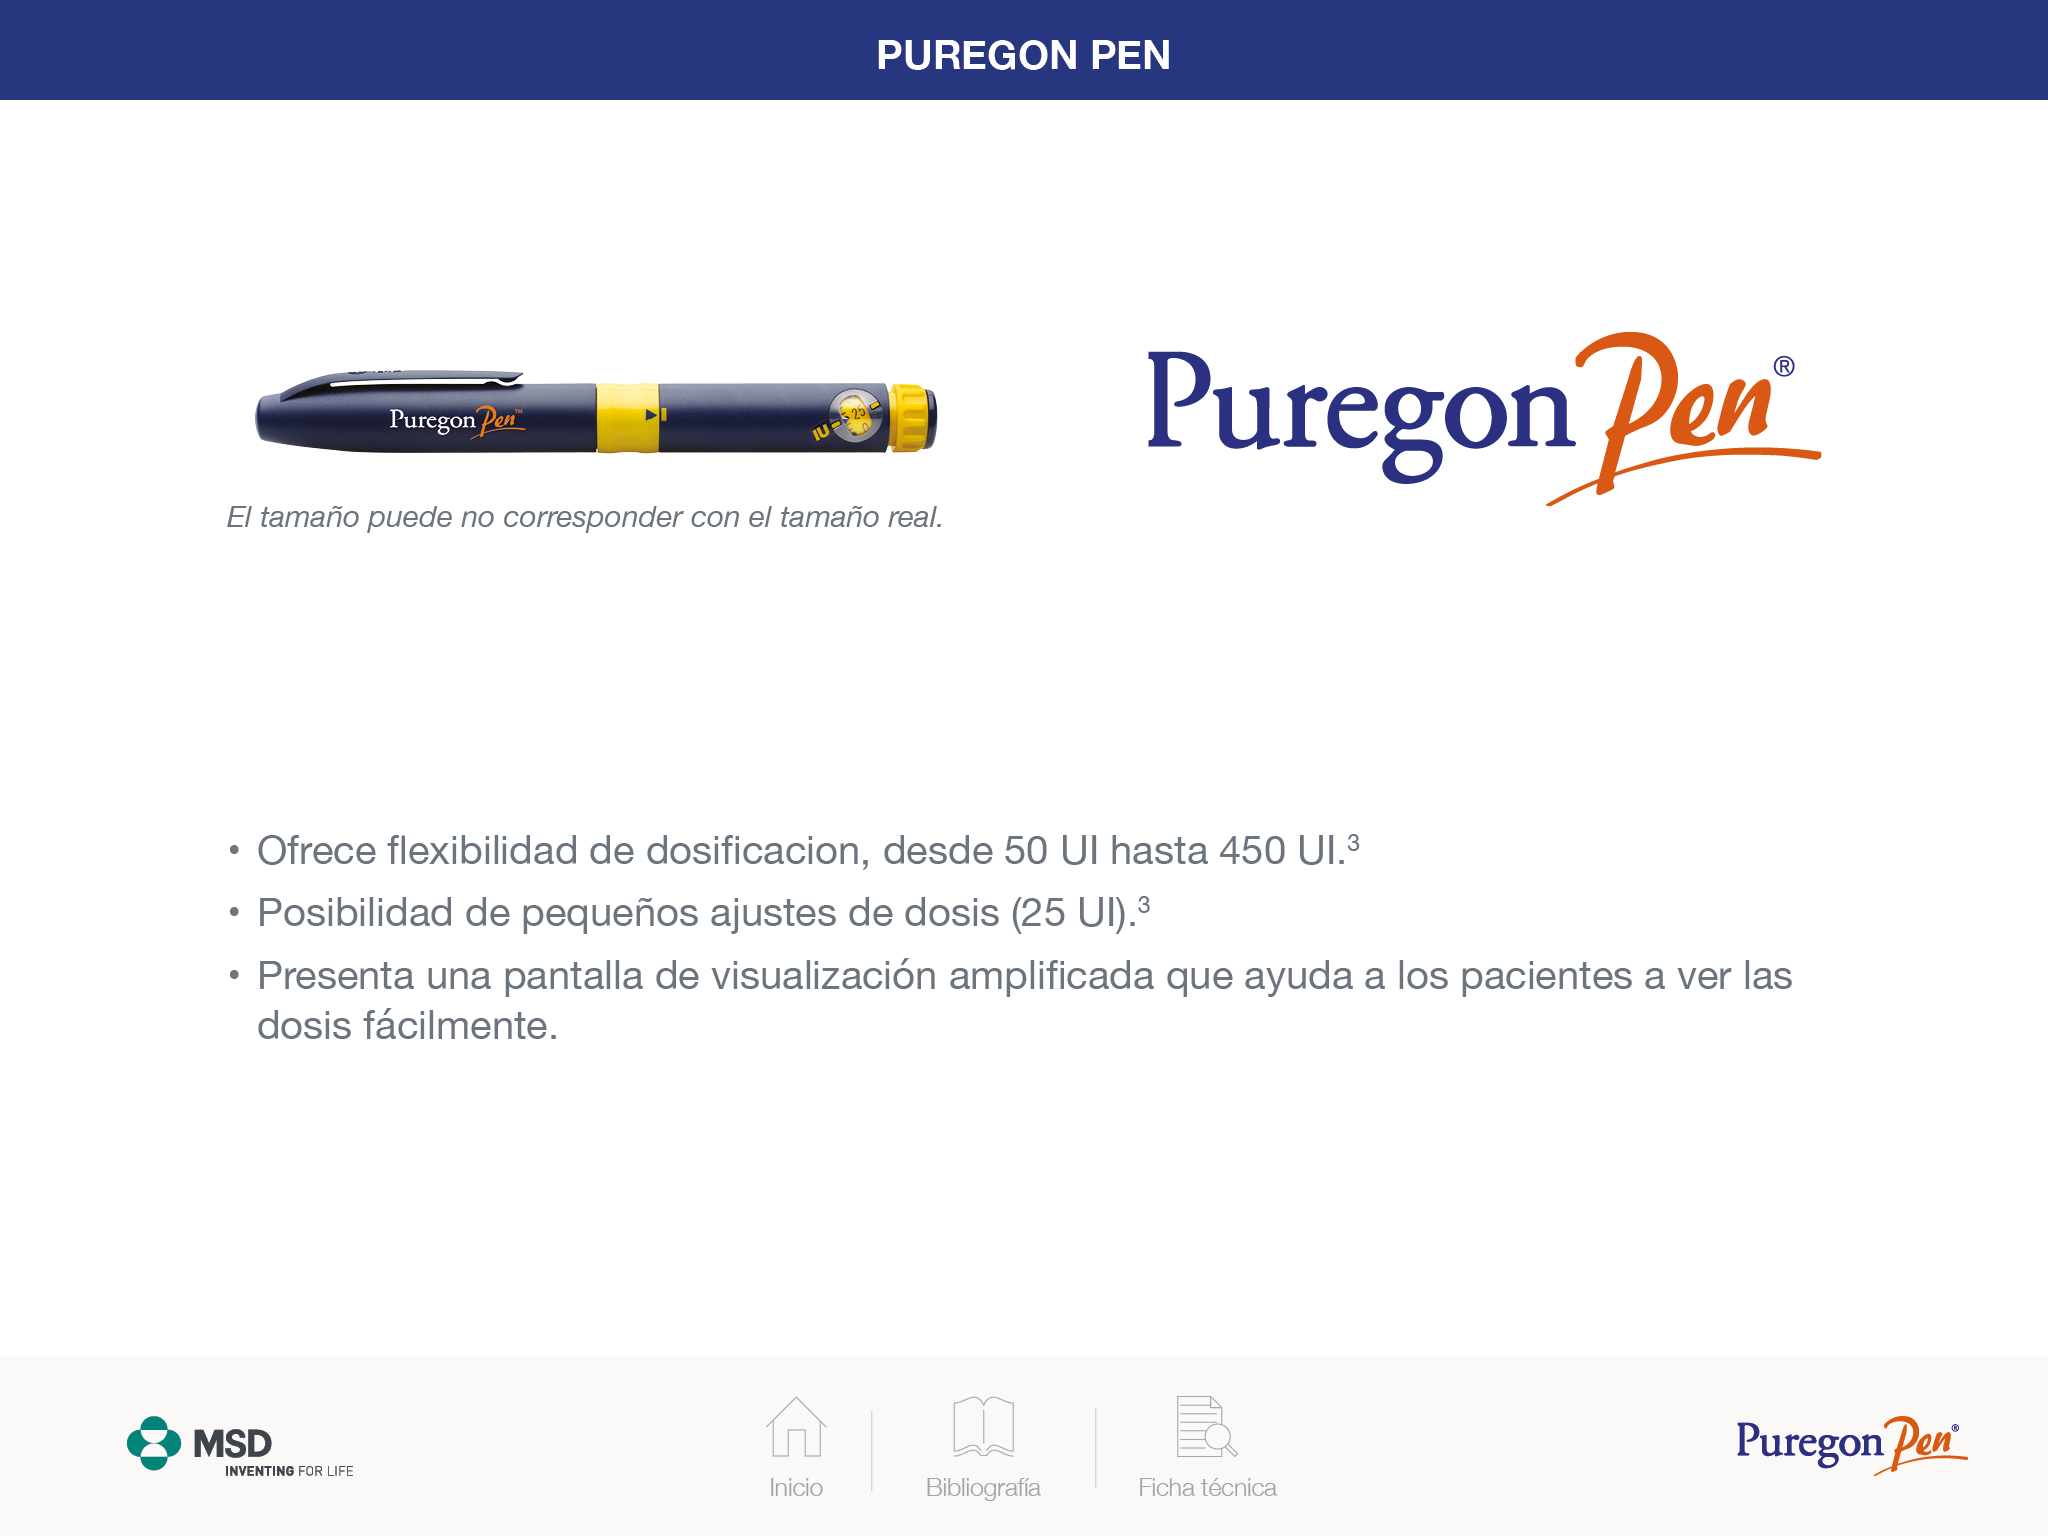 PUREGON PEN
Puregon Pen™
25
0
IU
Puregon Pen®
El tamaño puede no corresponder con el tamaño real.
• Ofrece flexibilidad de dosificacion, desde 50 UI hasta 450 UI.³
• Posibilidad de pequeños ajustes de dosis (25 UI).³
• Presenta una pantalla de visualización amplificada que ayuda a los pacientes a ver las
dosis fácilmente.
MSD
INVENTING FOR LIFE
Inicio
Bibliografía
Ficha técnica
Puregon Pen®